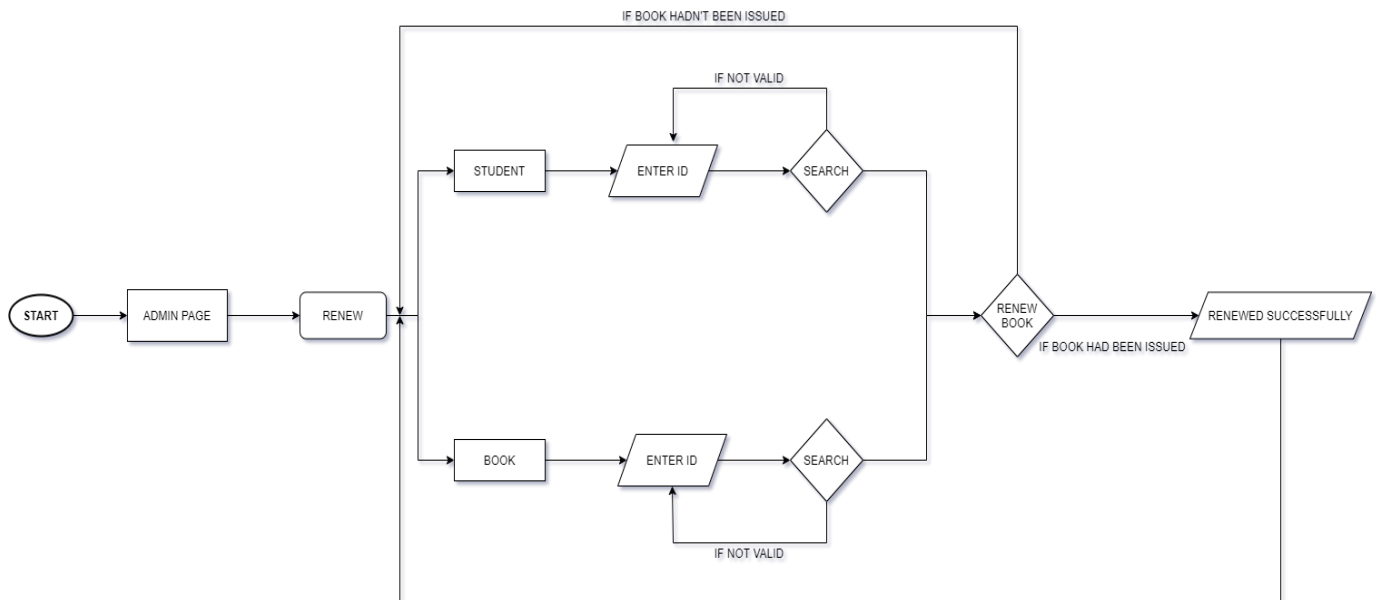 IF BOOK HADN'T BEEN ISSUED
IF NOT VALID
STUDENT
ENTER ID
SEARCH
START
ADMIN PAGE
RENEW
RENEW
BOOK
RENEWED SUCCESSFULLY
IF BOOK HAD BEEN ISSUED
BOOK
ENTER ID
SEARCH
IF NOT VALID